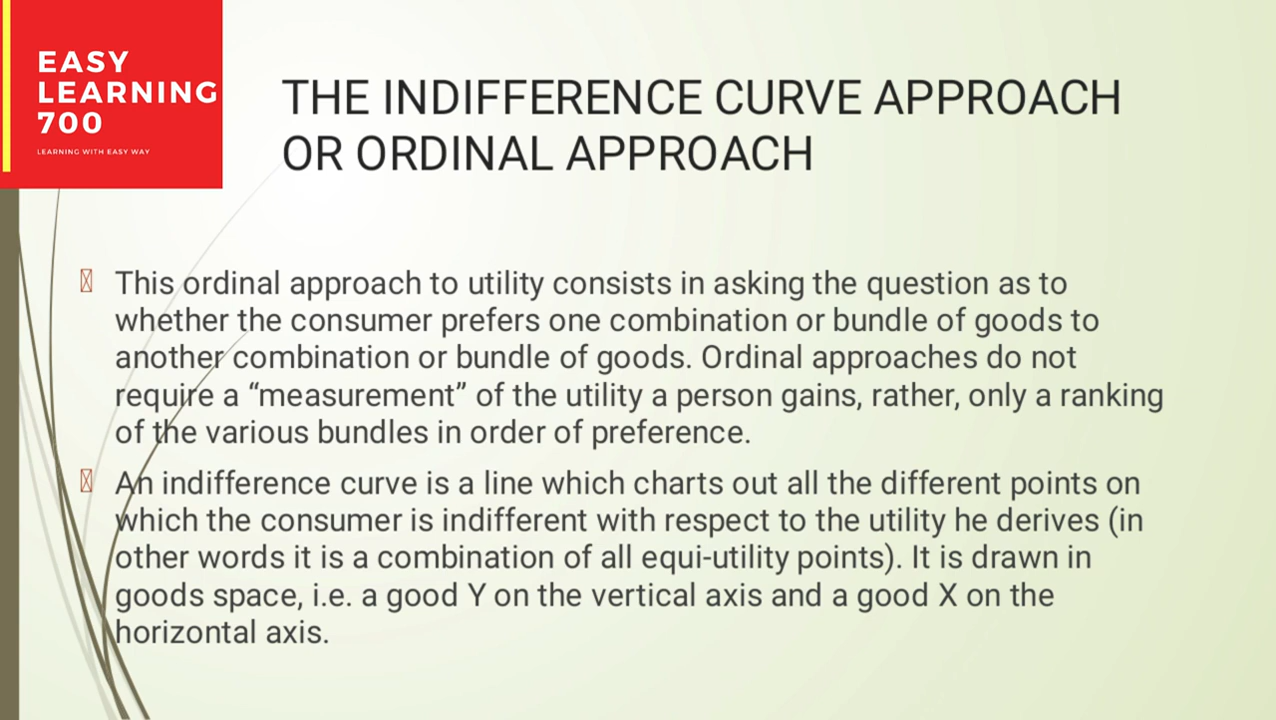 EASY
LEARNING
700
LEARNING WITH EASY WAY
THE INDIFFERENCE CURVE APPROACH
OR ORDINAL APPROACH
This ordinal approach to utility consists in asking the question as to
whether the consumer prefers one combination or bundle of goods to
another combination or bundle of goods. Ordinal approaches do not
require a “measurement” of the utility a person gains, rather, only a ranking
of the various bundles in order of preference.
An indifference curve is a line which charts out all the different points on
which the consumer is indifferent with respect to the utility he derives (in
other words it is a combination of all equi-utility points). It is drawn in
goods space, i.e. a good Y on the vertical axis and a good X on the
horizontal axis.